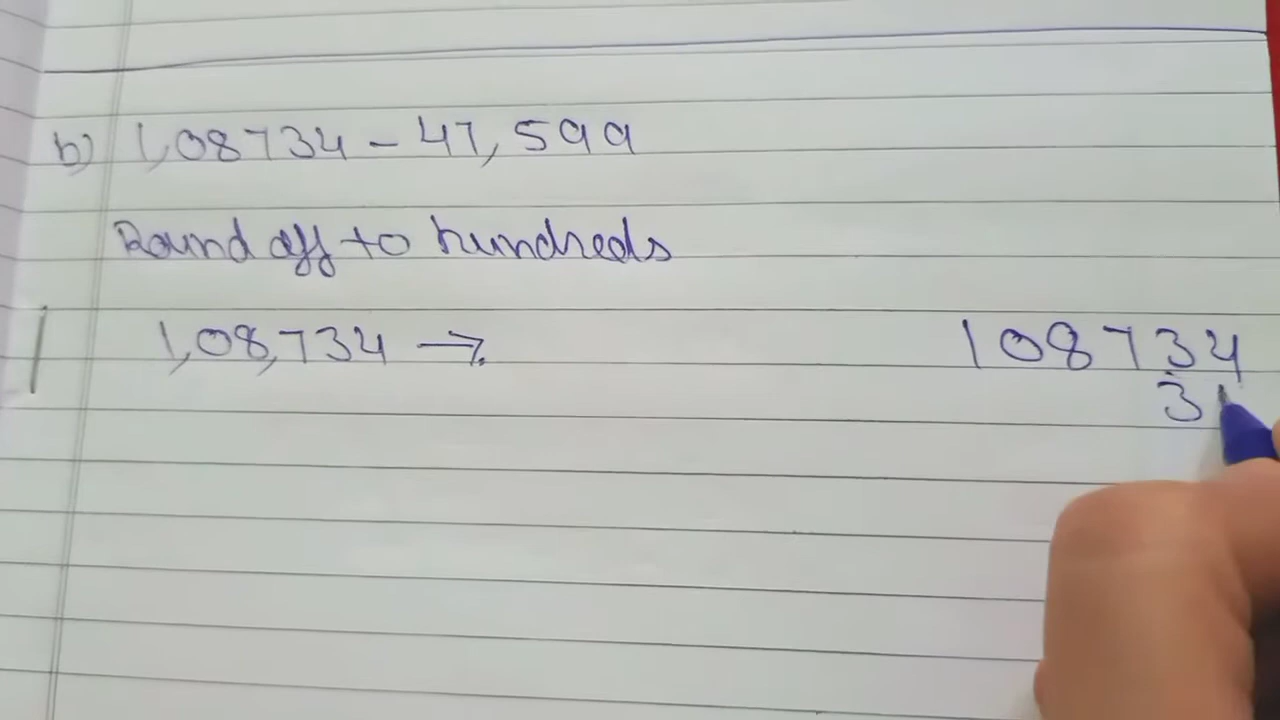 b) 1,08734 - 47,599
Round off to hundreds
1,08,734 → 108734
3